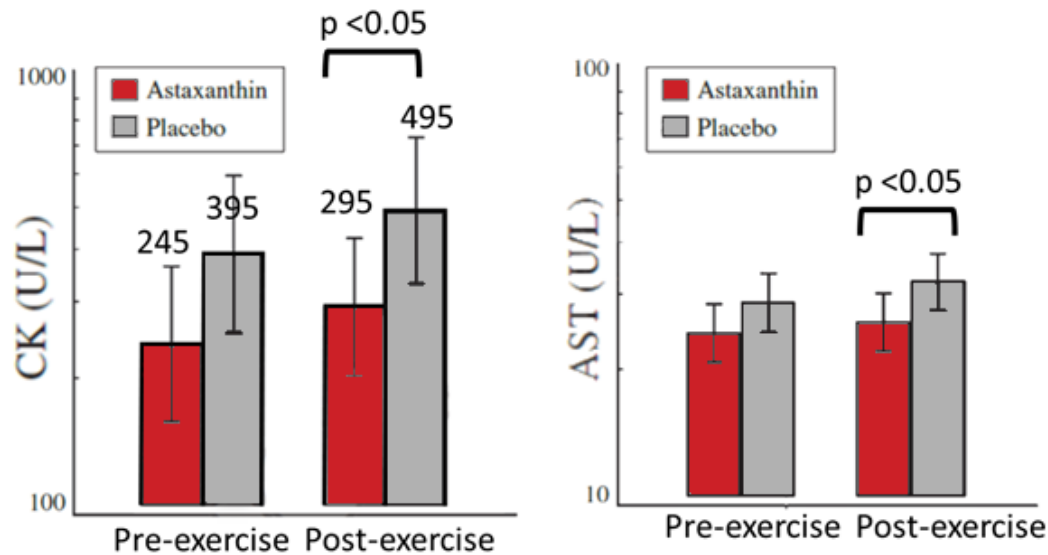 p <0.05
1000
Astaxanthin
Placebo
495
395
295
245
CK (U/L)
100
Pre-exercise Post-exercise
100
Astaxanthin
Placebo
p <0.05
AST (U/L)
10
Pre-exercise Post-exercise